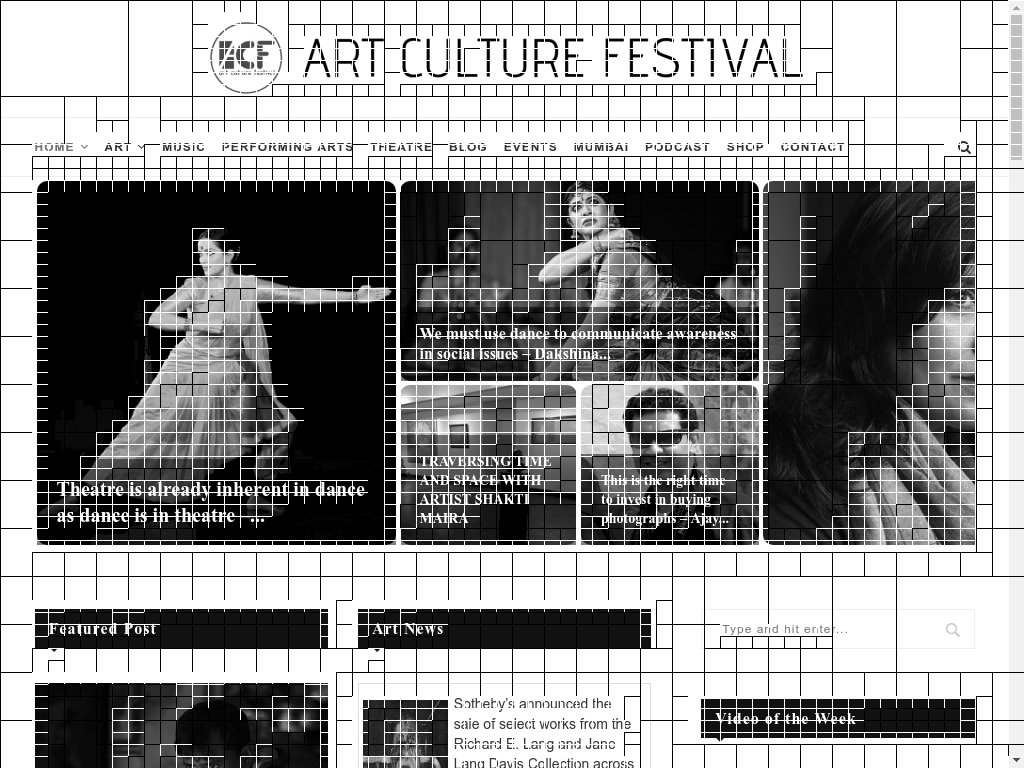 ACF
ART CULTURE FESTIVAL
HOME ART MUSIC PERFORMING ARTS THEATRE BLOG EVENTS MUMBAI PODCAST SHOP CONTACT
Theatre is already inherent in dance
as dance is in theatre - ...
We must use dance to communicate awareness
in social issues – Dakshina...
TRAVERSING TIME
AND SPACE WITH
ARTIST SHAKTI
MAIRA
This is the right time
to invest in buying
photographs – Ajay...
Featured Post
Art News
Type and hit enter...
Sotheby's announced the
sale of select works from the
Richard E. Lang and Jane
Lang Davis Collection across
Video of the Week